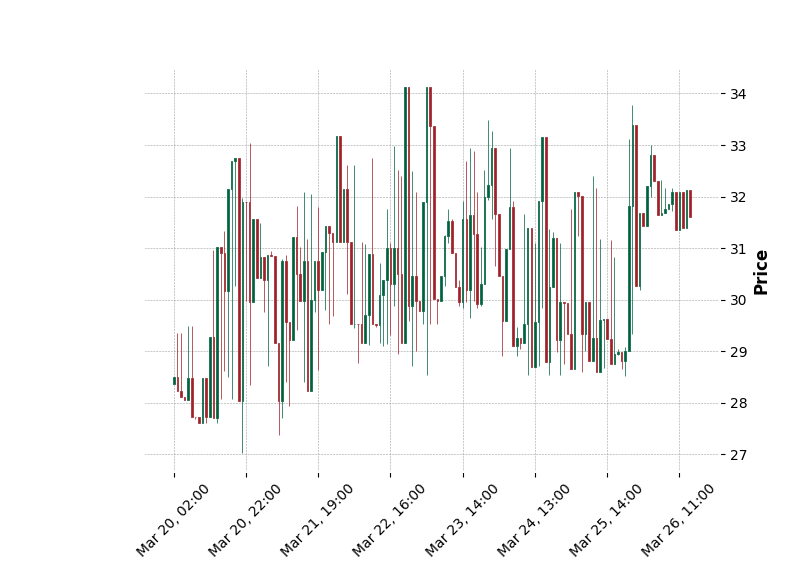 34
33
32
31
30
29
28
27
Price
Mar 20, 02:00
Mar 20, 22:00
Mar 21, 19:00
Mar 22, 16:00
Mar 23, 14:00
Mar 24, 13:00
Mar 25, 14:00
Mar 26, 11:00